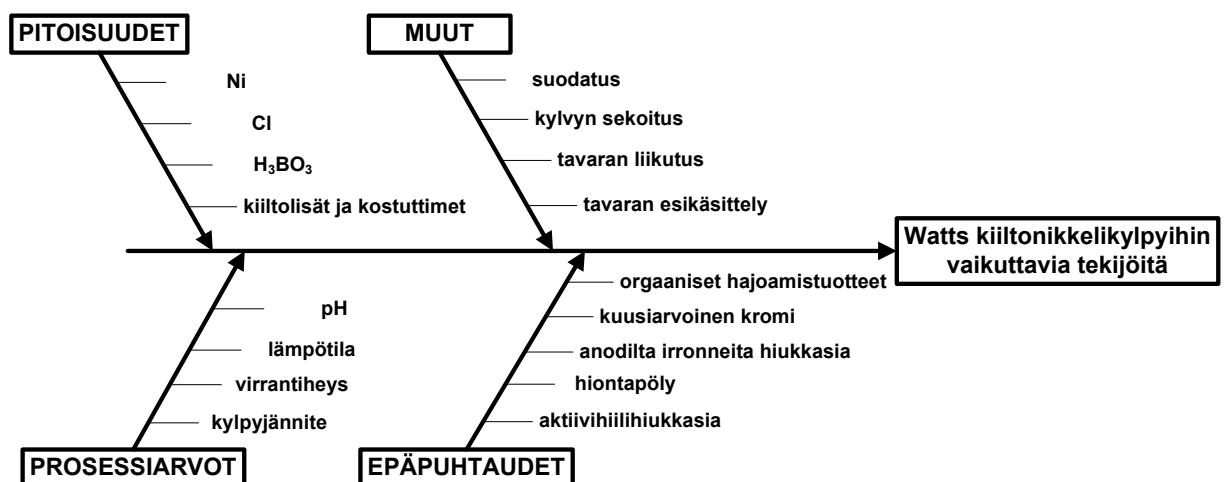 PITOISUUDET
Ni
Cl
H₃BO₃
kiiltolisät ja kostuttimet
MUUT
suodatus
kylvyn sekoitus
tavaran liikutus
tavaran esikäsittely
Watts kiiltonikkelikylpyihin
vaikuttavia tekijöitä
pH
lämpötila
virrantiheys
kylpyjännite
PROSESSIARVOT
orgaaniset hajoamistuotteet
kuusiarvoinen kromi
anodilta irronneita hiukkasia
hiontapöly
aktiivihiilihiukkasia
EPÄPUHTAUDET